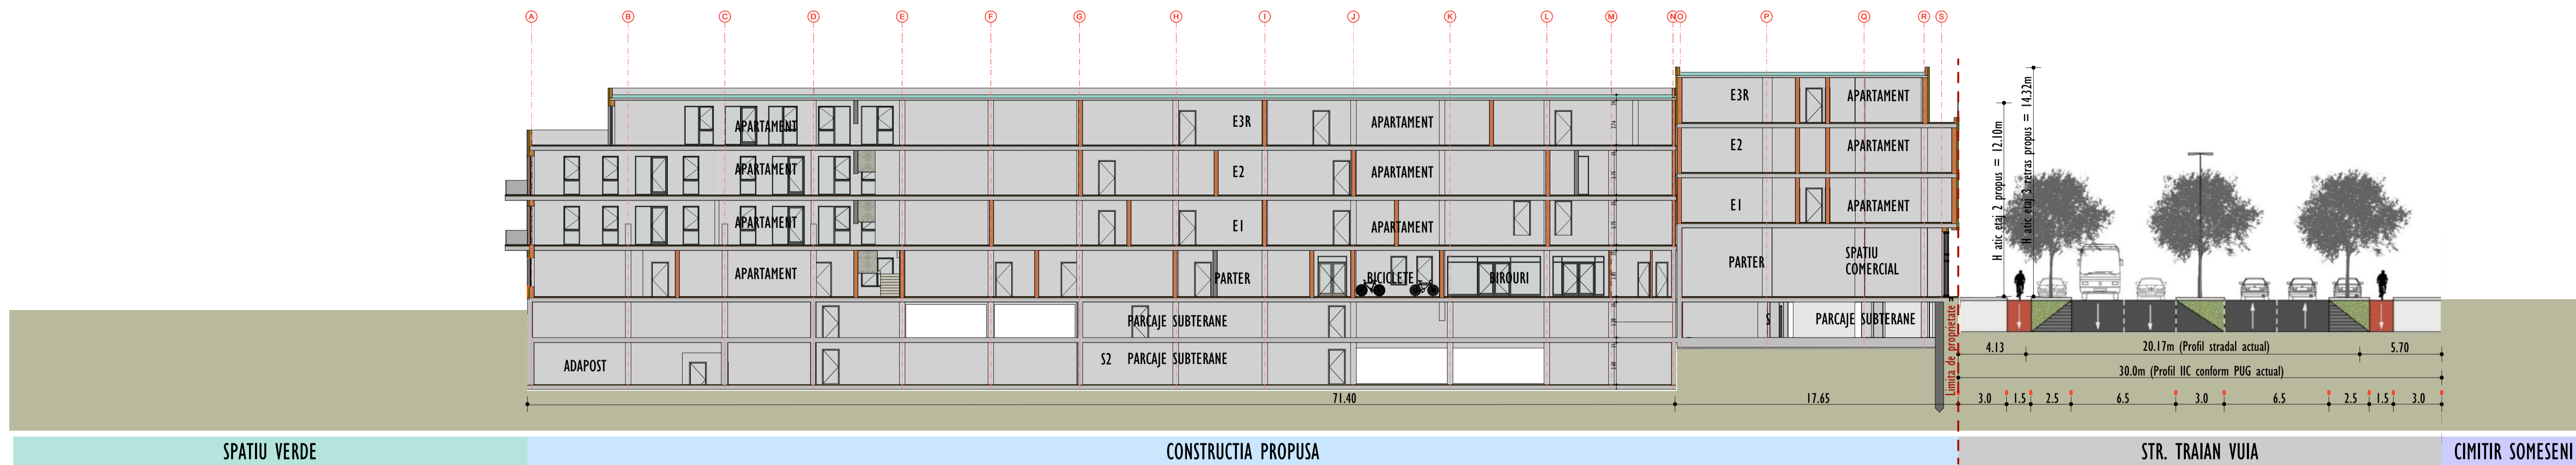 A B C D E F G H I J K L M N O P Q R S
E3R APARTAMENT
APARTAMENT E3R APARTAMENT
E2 APARTAMENT
APARTAMENT E2 APARTAMENT
E1 APARTAMENT
APARTAMENT E1 APARTAMENT
PARTER SPATIU
COMERCIAL
APARTAMENT PARTER BICICLETE BIROURI
PARCAJE SUBTERANE
S PARCAJE SUBTERANE
ADAPOST S2 PARCAJE SUBTERANE
Limita de proprietate
H atic etaj 2 propus = 12.10m
H atic etaj 3 retras propus = 14.32m
4.13 20.17m (Profil stradal actual) 5.70
30.0m (Profil IIC conform PUG actual)
71.40 17.65 3.0 1.5 2.5 6.5 3.0 6.5 2.5 1.5 3.0
SPATIU VERDE CONSTRUCTIA PROPUSA STR. TRAIAN VUIA CIMITIR SOMESENI